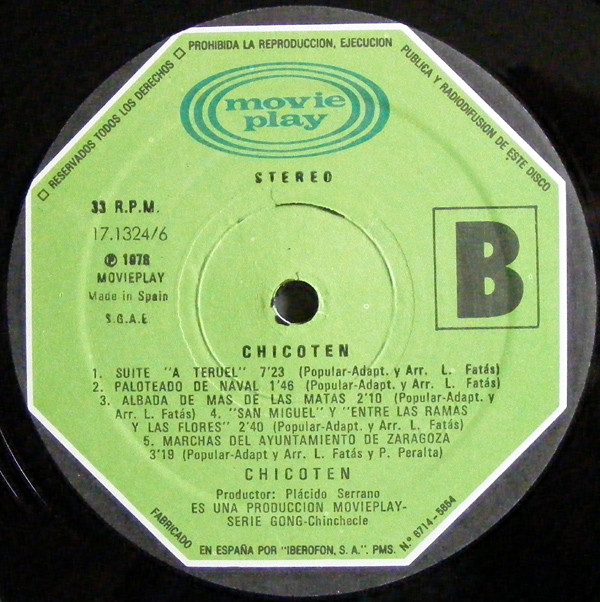 □ RESERVADOS TODOS LOS DERECHOS □ PROHIBIDA LA REPRODUCCION, EJECUCION PUBLICA Y RADIODIFUSION DE ESTE DISCO
movie
play
STEREO
33 R.P.M.
17.1324/6
℗ 1978
MOVIEPLAY
Made in Spain
S.G.A.E.
B
CHICOTEN
1. SUITE "A TERUEL" 7'23 (Popular-Adapt. y Arr. L. Fatás)
2. PALOTEADO DE NAVAL 1'46 (Popular-Adapt. y Arr. L. Fatás)
3. ALBADA DE MAS DE LAS MATAS 2'10 (Popular-Adapt. y
Arr. L. Fatás) 4. "SAN MIGUEL" Y "ENTRE LAS RAMAS
Y LAS FLORES" 2'40 (Popular-Adapt. y Arr. L. Fatás)
5. MARCHAS DEL AYUNTAMIENTO DE ZARAGOZA
3'19 (Popular-Adapt y Arr. L. Fatás y P. Peralta)
CHICOTEN
Productor: Plácido Serrano
ES UNA PRODUCCION MOVIEPLAY-
SERIE GONG-Chinchecle
FABRICADO EN ESPAÑA POR "IBEROFON, S. A.". PMS. N.º 6714-5854